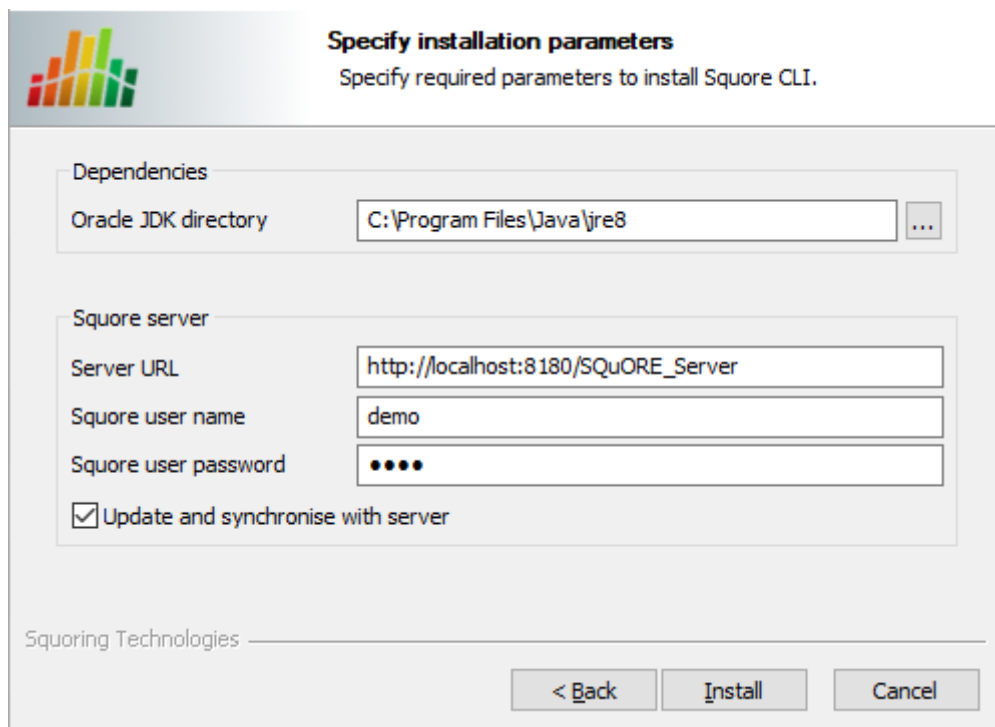 Specify installation parameters
Specify required parameters to install Squore CLI.
Dependencies
Oracle JDK directory C:\Program Files\Java\jre8 ...
Squore server
Server URL http://localhost:8180/SQuORE_Server
Squore user name demo
Squore user password ●●●●
Update and synchronise with server
Squoring Technologies
< Back Install Cancel